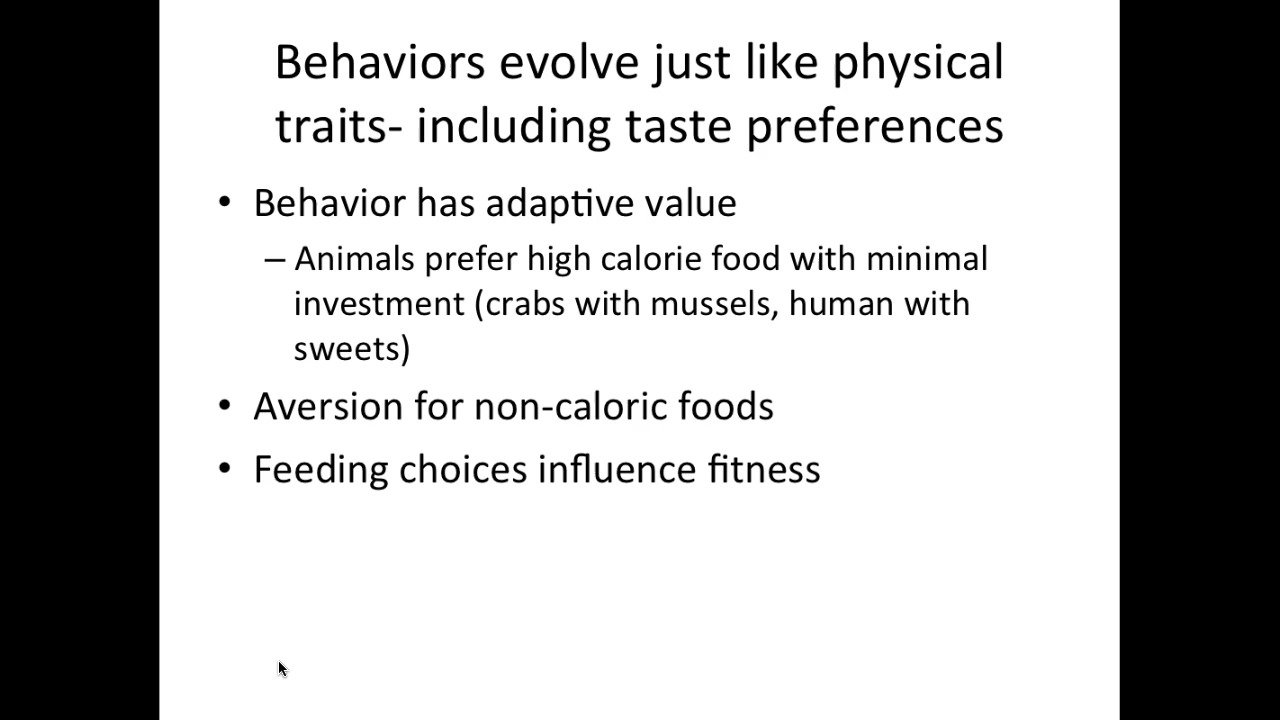 Behaviors evolve just like physical
traits- including taste preferences
• Behavior has adaptive value
– Animals prefer high calorie food with minimal
investment (crabs with mussels, human with
sweets)
• Aversion for non-caloric foods
• Feeding choices influence fitness